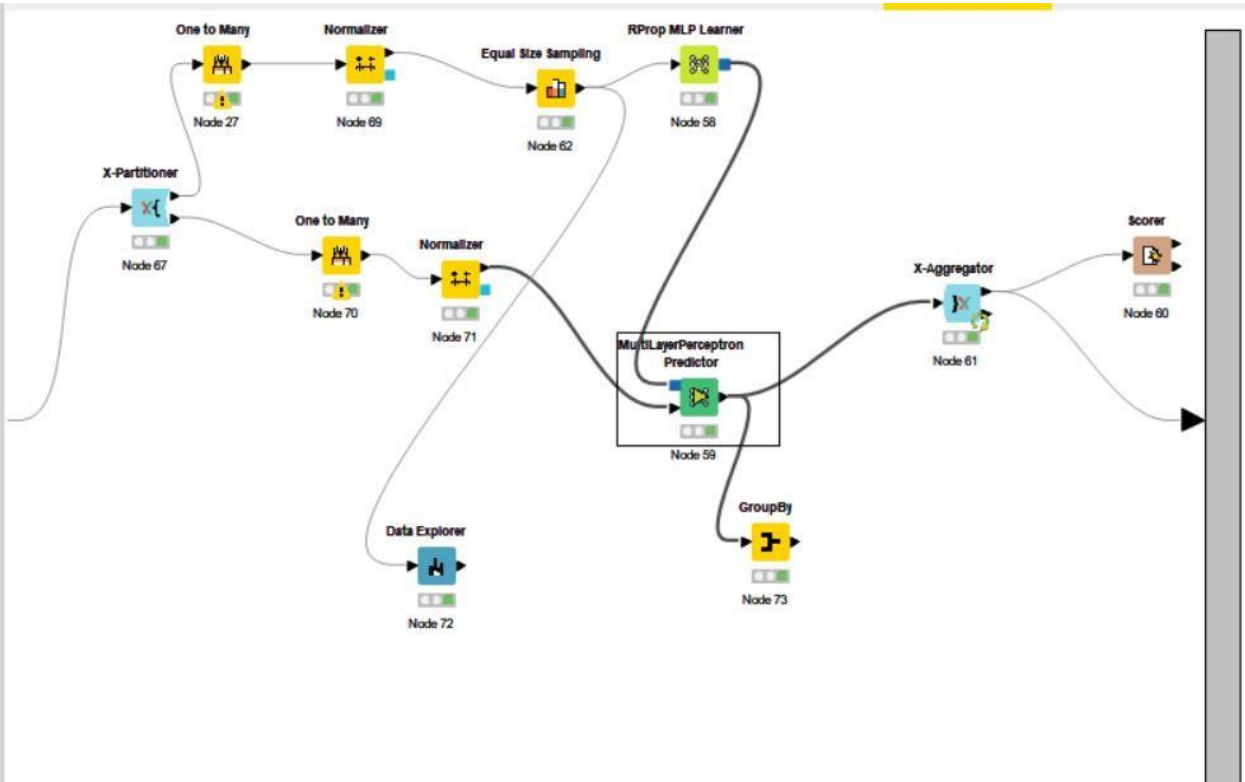 One to Many
Node 27
Normalizer
Node 69
Equal Size Sampling
Node 62
RProp MLP Learner
Node 58
X-Partitioner
Node 67
One to Many
Node 70
Normalizer
Node 71
MultiLayerPerceptron
Predictor
Node 59
X-Aggregator
Node 61
Scorer
Node 60
Data Explorer
Node 72
GroupBy
Node 73